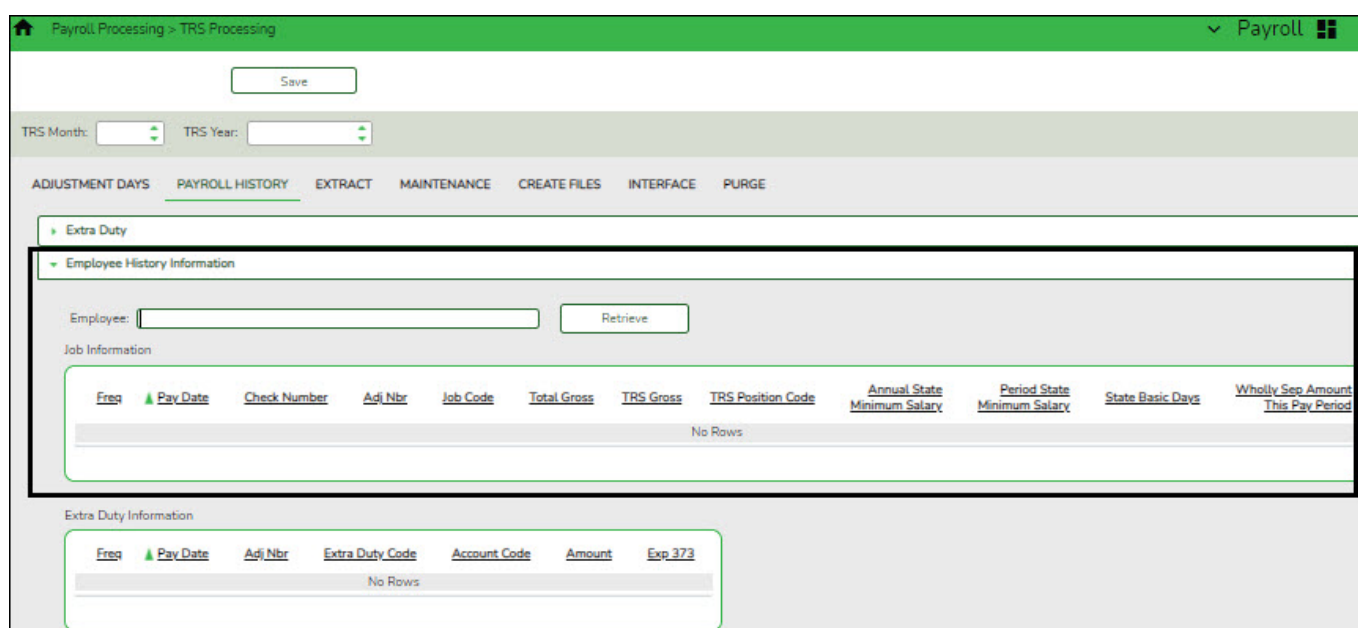 Payroll Processing > TRS Processing
Payroll
Save
TRS Month:
TRS Year:
ADJUSTMENT DAYS PAYROLL HISTORY EXTRACT MAINTENANCE CREATE FILES INTERFACE PURGE
Extra Duty
Employee History Information
Employee:
Retrieve
Job Information
Freq Pay Date Check Number Adj Nbr Job Code Total Gross TRS Gross TRS Position Code Annual State Minimum Salary Period State Minimum Salary State Basic Days Wholly Sep Amount This Pay Period
No Rows
Extra Duty Information
Freq Pay Date Adj Nbr Extra Duty Code Account Code Amount Exp 373
No Rows